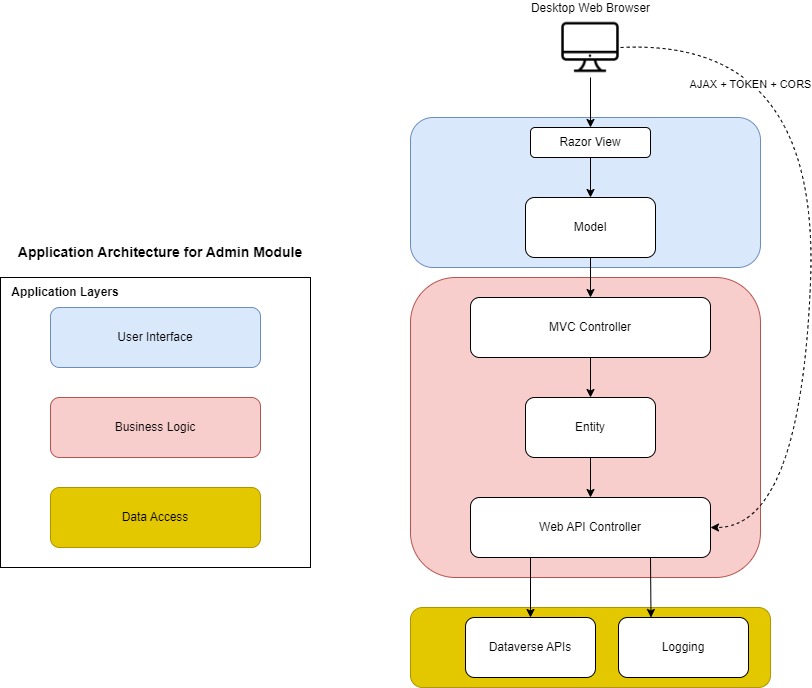 Desktop Web Browser
AJAX + TOKEN + CORS
Razor View
Model
Application Architecture for Admin Module
Application Layers
User Interface
Business Logic
Data Access
MVC Controller
Entity
Web API Controller
Dataverse APIs
Logging